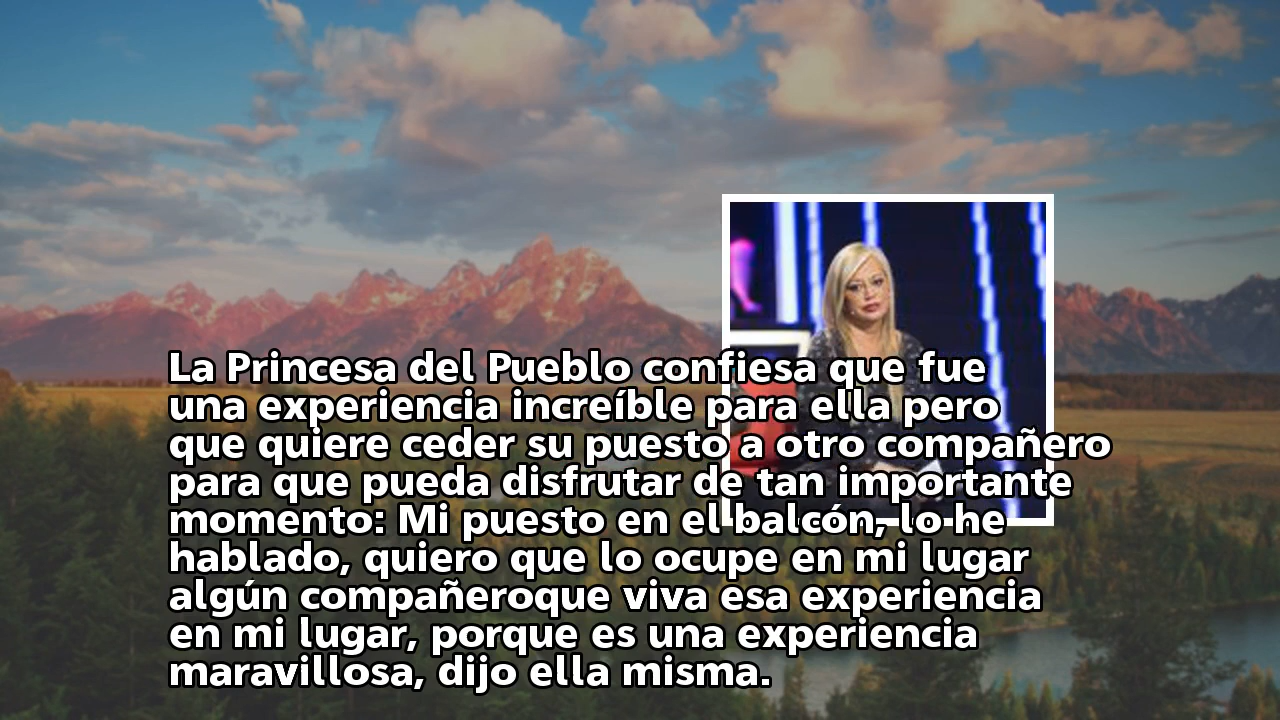 La Princesa del Pueblo confiesa que fue
una experiencia increíble para ella pero
que quiere ceder su puesto a otro compañero
para que pueda disfrutar de tan importante
momento: Mi puesto en el balcón, lo he
hablado, quiero que lo ocupe en mi lugar
algún compañeroque viva esa experiencia
en mi lugar, porque es una experiencia
maravillosa, dijo ella misma.